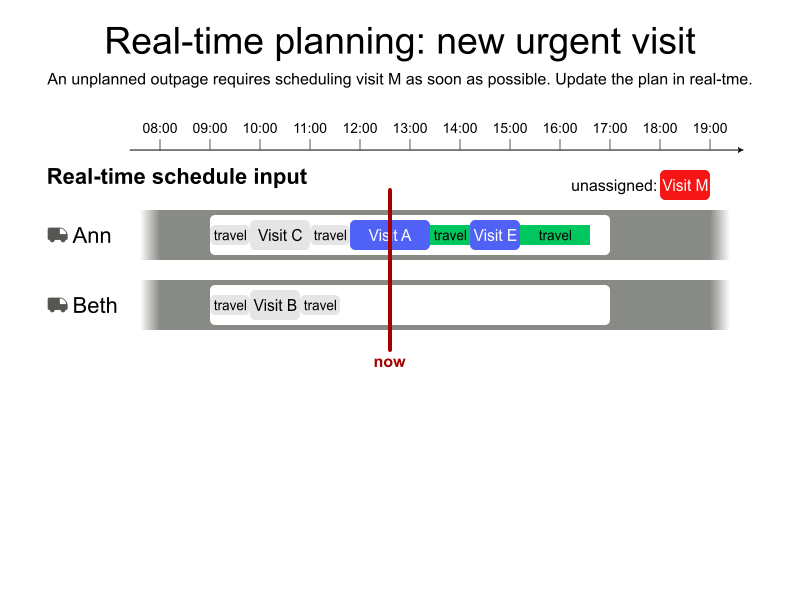 Real-time planning: new urgent visit
An unplanned outpage requires scheduling visit M as soon as possible. Update the plan in real-tme.
08:00 09:00 10:00 11:00 12:00 13:00 14:00 15:00 16:00 17:00 18:00 19:00
Real-time schedule input
unassigned: Visit M
Ann travel Visit C travel Visit A travel Visit E travel
Beth travel Visit B travel
now